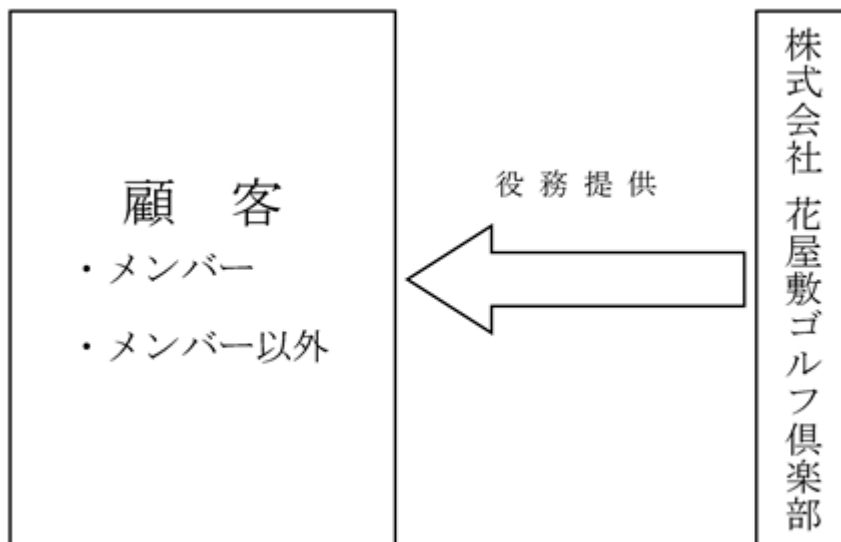 顧 客
・メンバー
・メンバー以外
役務提供
株式会社 花屋敷ゴルフ倶楽部